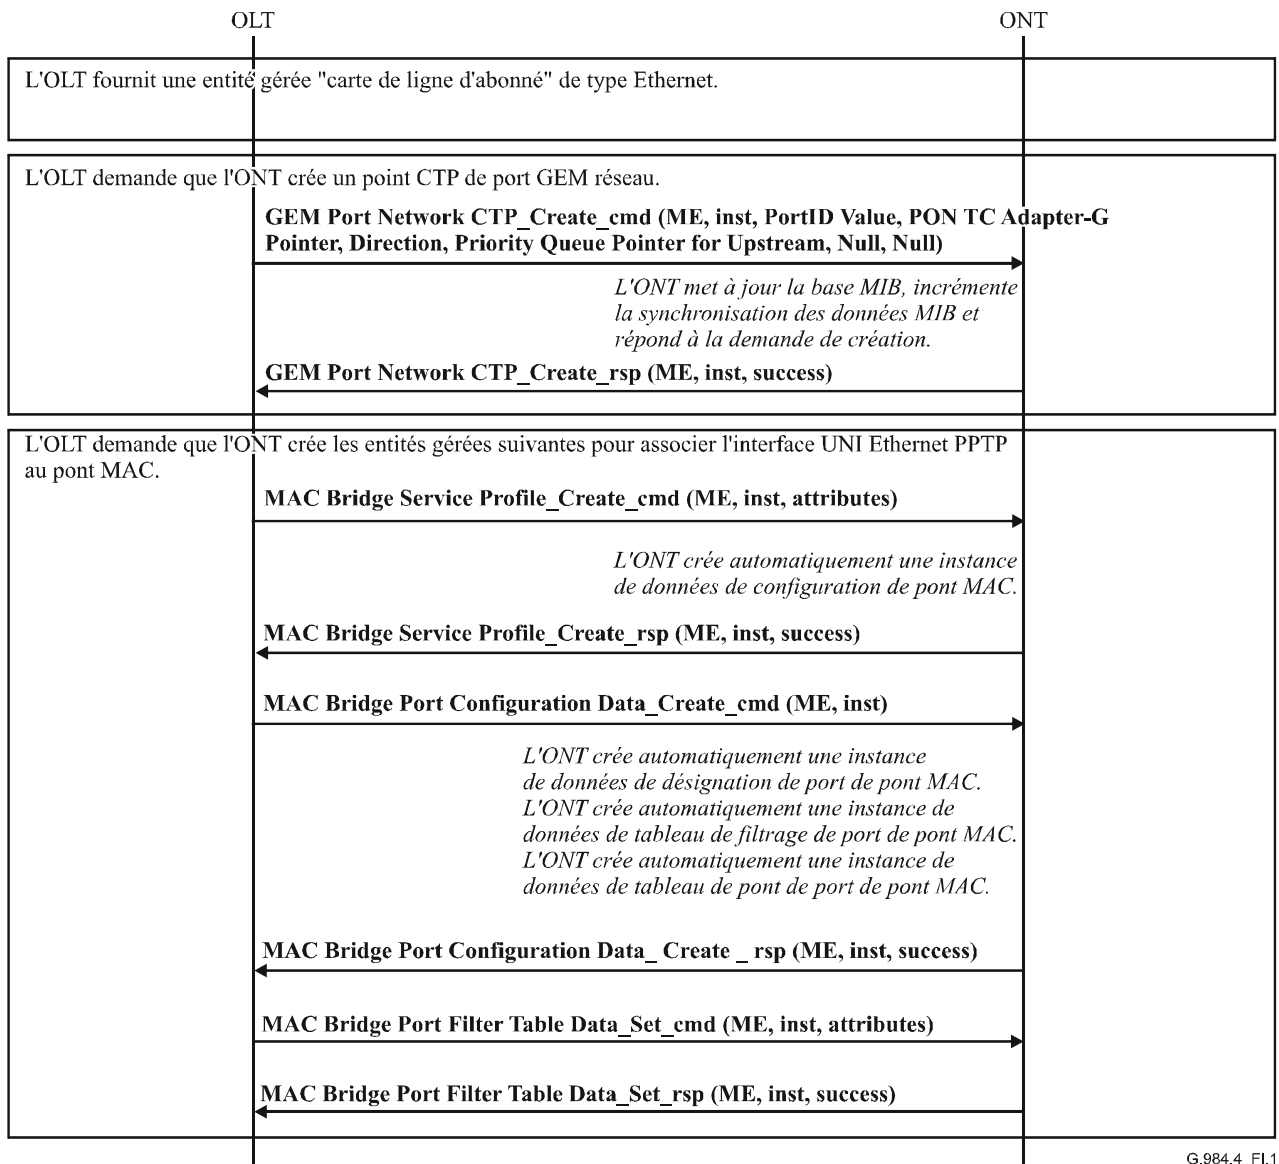 OLT
ONT
L'OLT fournit une entité gérée "carte de ligne d'abonné" de type Ethernet.
L'OLT demande que l'ONT crée un point CTP de port GEM réseau.
GEM Port Network CTP_Create_cmd (ME, inst, PortID Value, PON TC Adapter-G
Pointer, Direction, Priority Queue Pointer for Upstream, Null, Null)
L'ONT met à jour la base MIB, incrémente
la synchronisation des données MIB et
répond à la demande de création.
GEM Port Network CTP_Create_rsp (ME, inst, success)
L'OLT demande que l'ONT crée les entités gérées suivantes pour associer l'interface UNI Ethernet PPTP
au pont MAC.
MAC Bridge Service Profile_Create_cmd (ME, inst, attributes)
L'ONT crée automatiquement une instance
de données de configuration de pont MAC.
MAC Bridge Service Profile_Create_rsp (ME, inst, success)
MAC Bridge Port Configuration Data_Create_cmd (ME, inst)
L'ONT crée automatiquement une instance
de données de désignation de port de pont MAC.
L'ONT crée automatiquement une instance de
données de tableau de filtrage de port de pont MAC.
L'ONT crée automatiquement une instance de
données de tableau de pont de port de pont MAC.
MAC Bridge Port Configuration Data_ Create _ rsp (ME, inst, success)
MAC Bridge Port Filter Table Data_Set_cmd (ME, inst, attributes)
MAC Bridge Port Filter Table Data_Set_rsp (ME, inst, success)
G.984.4_FI.1